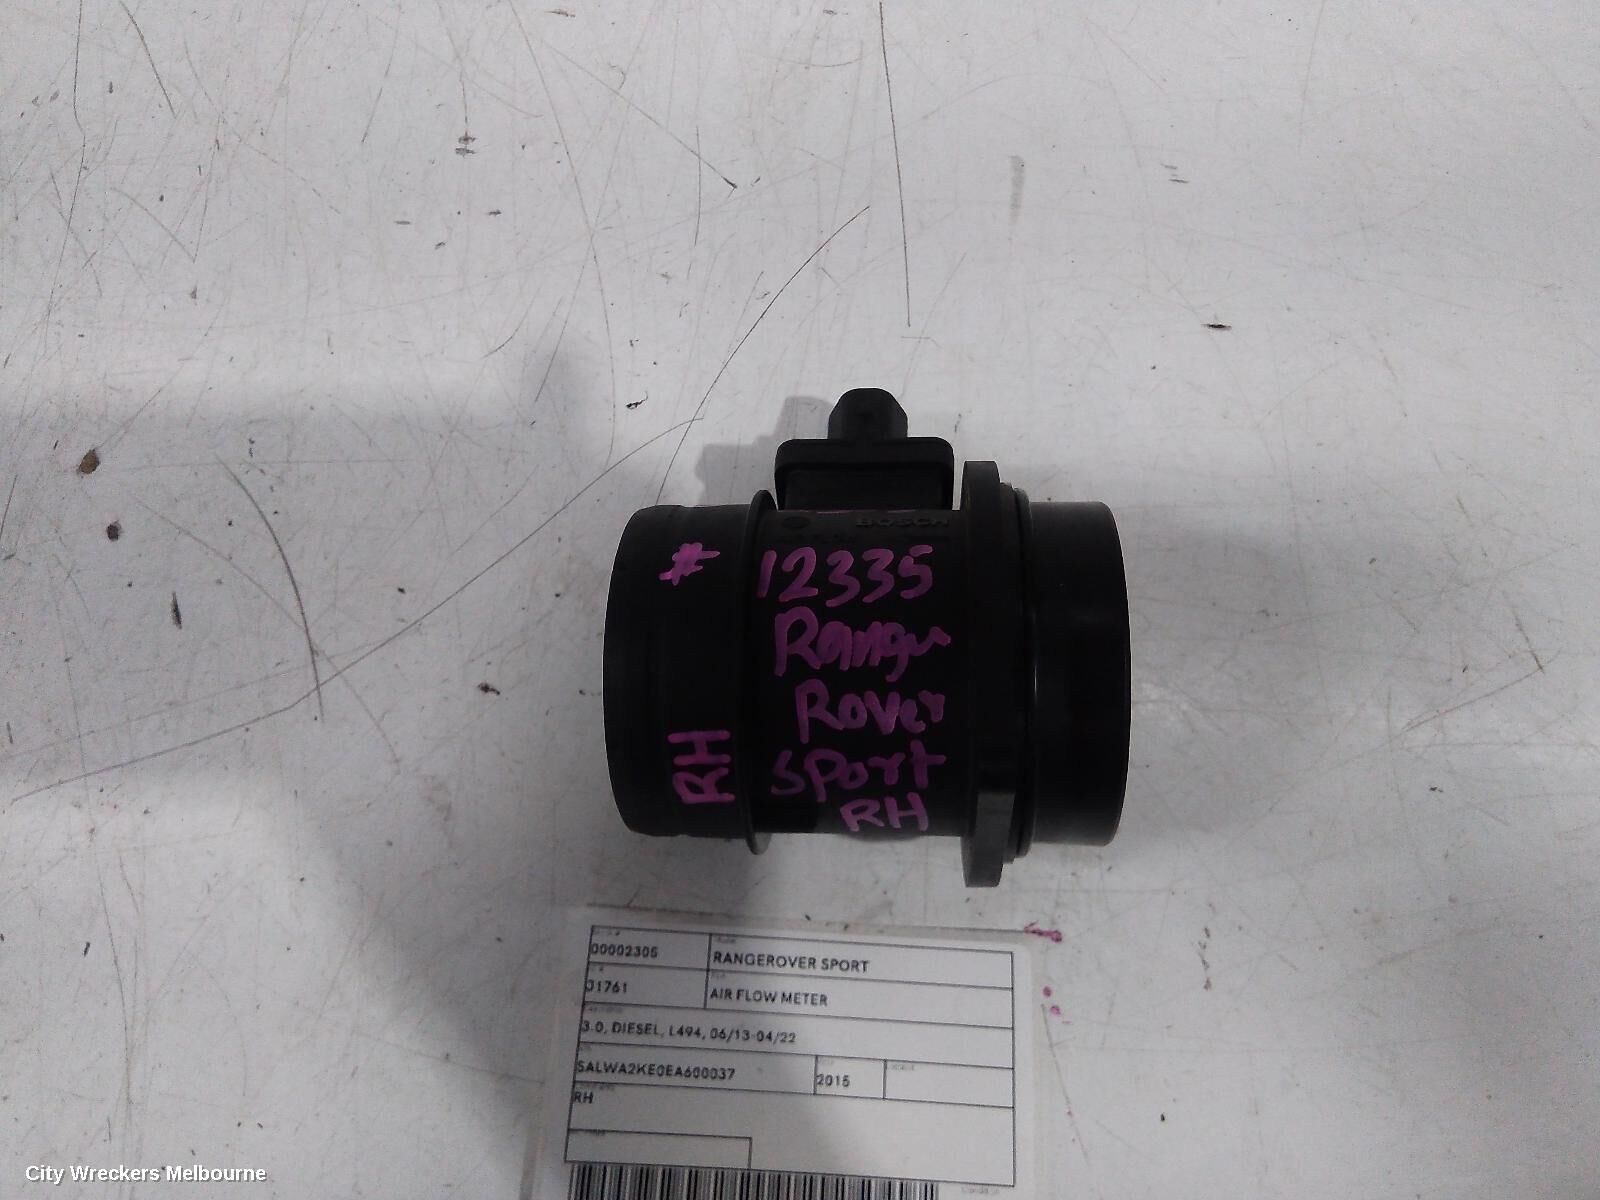 BOSCH
# 12335
Range
Rover
Sport
RH
RH
00002305
RANGEROVER SPORT
31761
AIR FLOW METER
3.0, DIESEL, L494, 06/13-04/22
SALWA2KE0EA600037
2015
RH
City Wreckers Melbourne